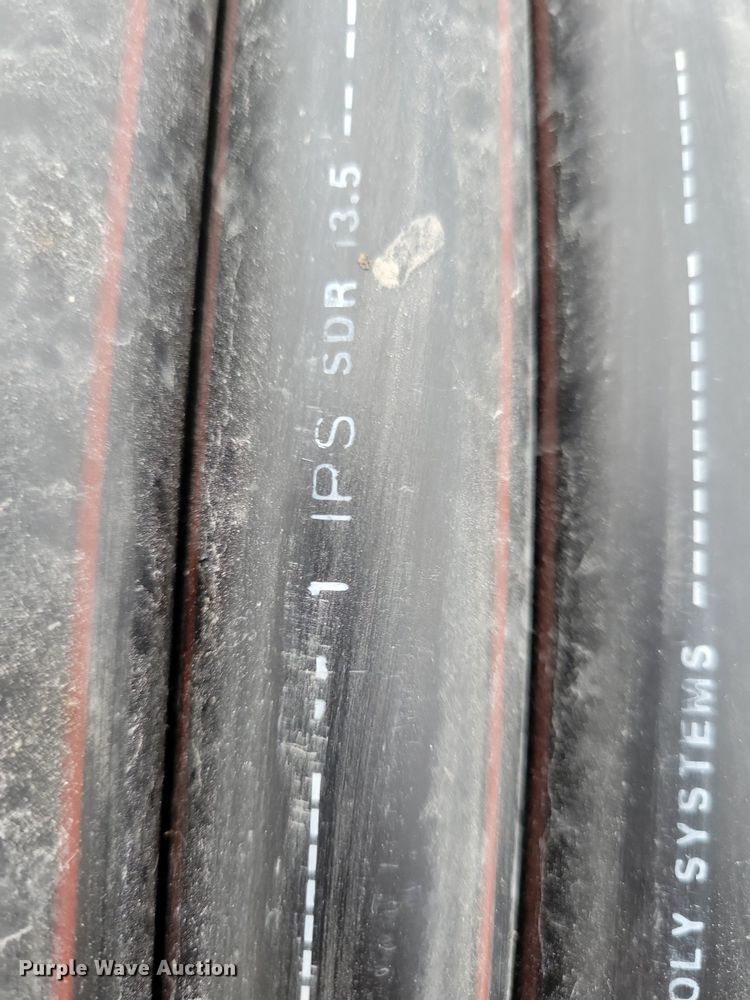 1 IPS SDR 13.5
OLY SYSTEMS
Purple Wave Auction